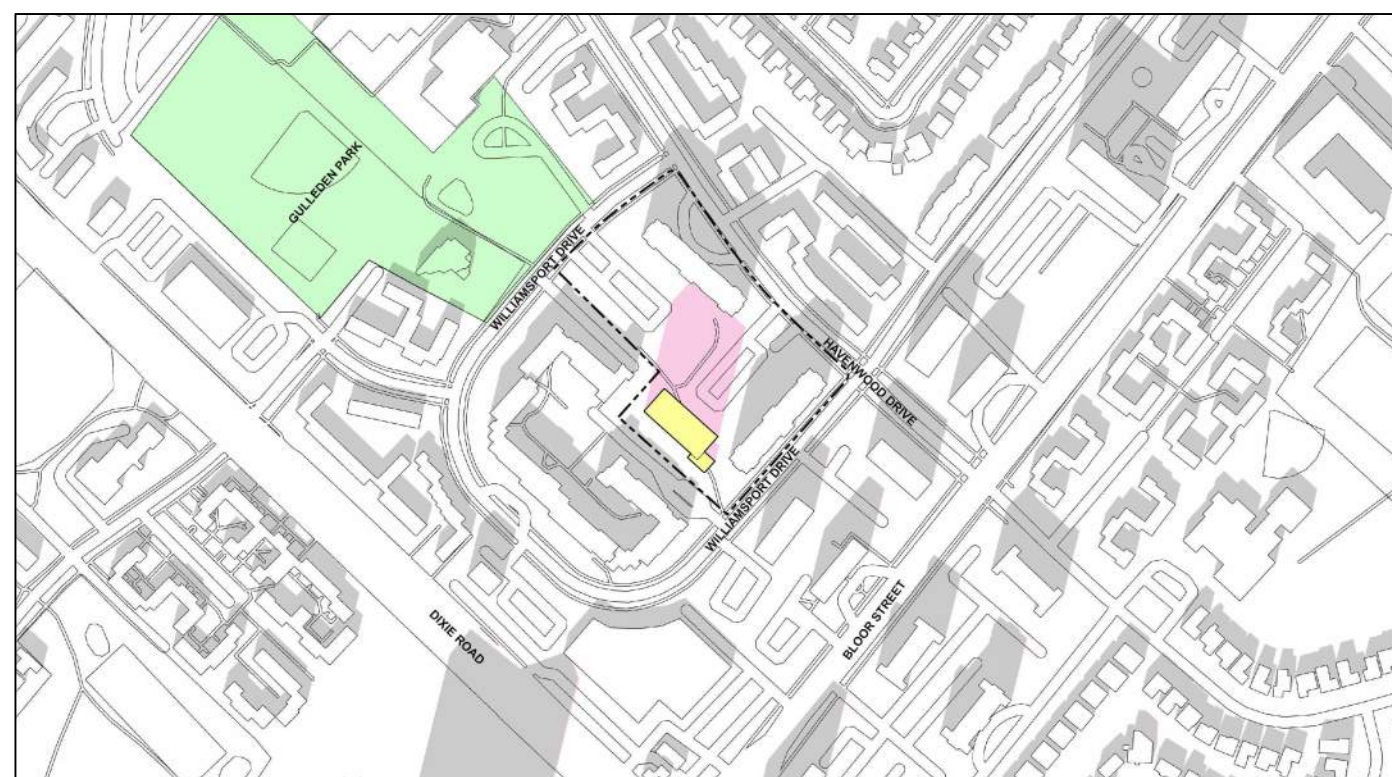 GULLEDEN PARK
WILLIAMSPORT DRIVE
HAVENWOOD DRIVE
WILLIAMSPORT DRIVE
BLOOR STREET
DIXIE ROAD